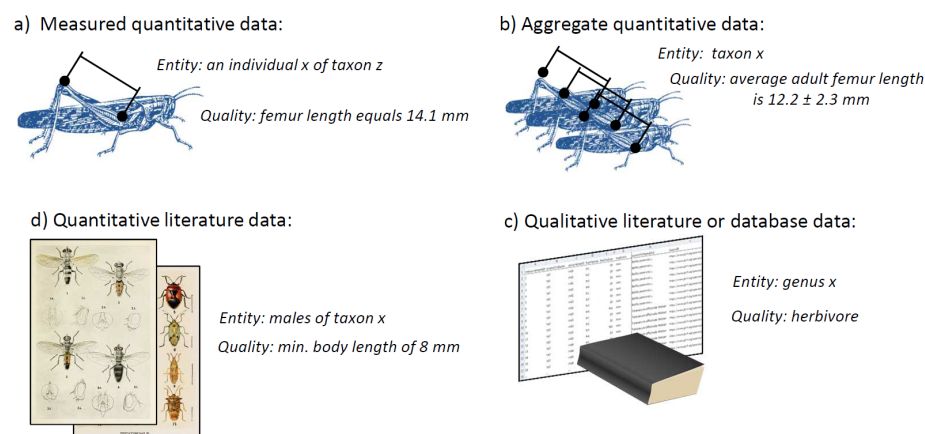 a) Measured quantitative data:
Entity: an individual x of taxon z
Quality: femur length equals 14.1 mm
b) Aggregate quantitative data:
Entity: taxon x
Quality: average adult femur length
is 12.2 ± 2.3 mm
d) Quantitative literature data:
Entity: males of taxon x
Quality: min. body length of 8 mm
c) Qualitative literature or database data:
Entity: genus x
Quality: herbivore